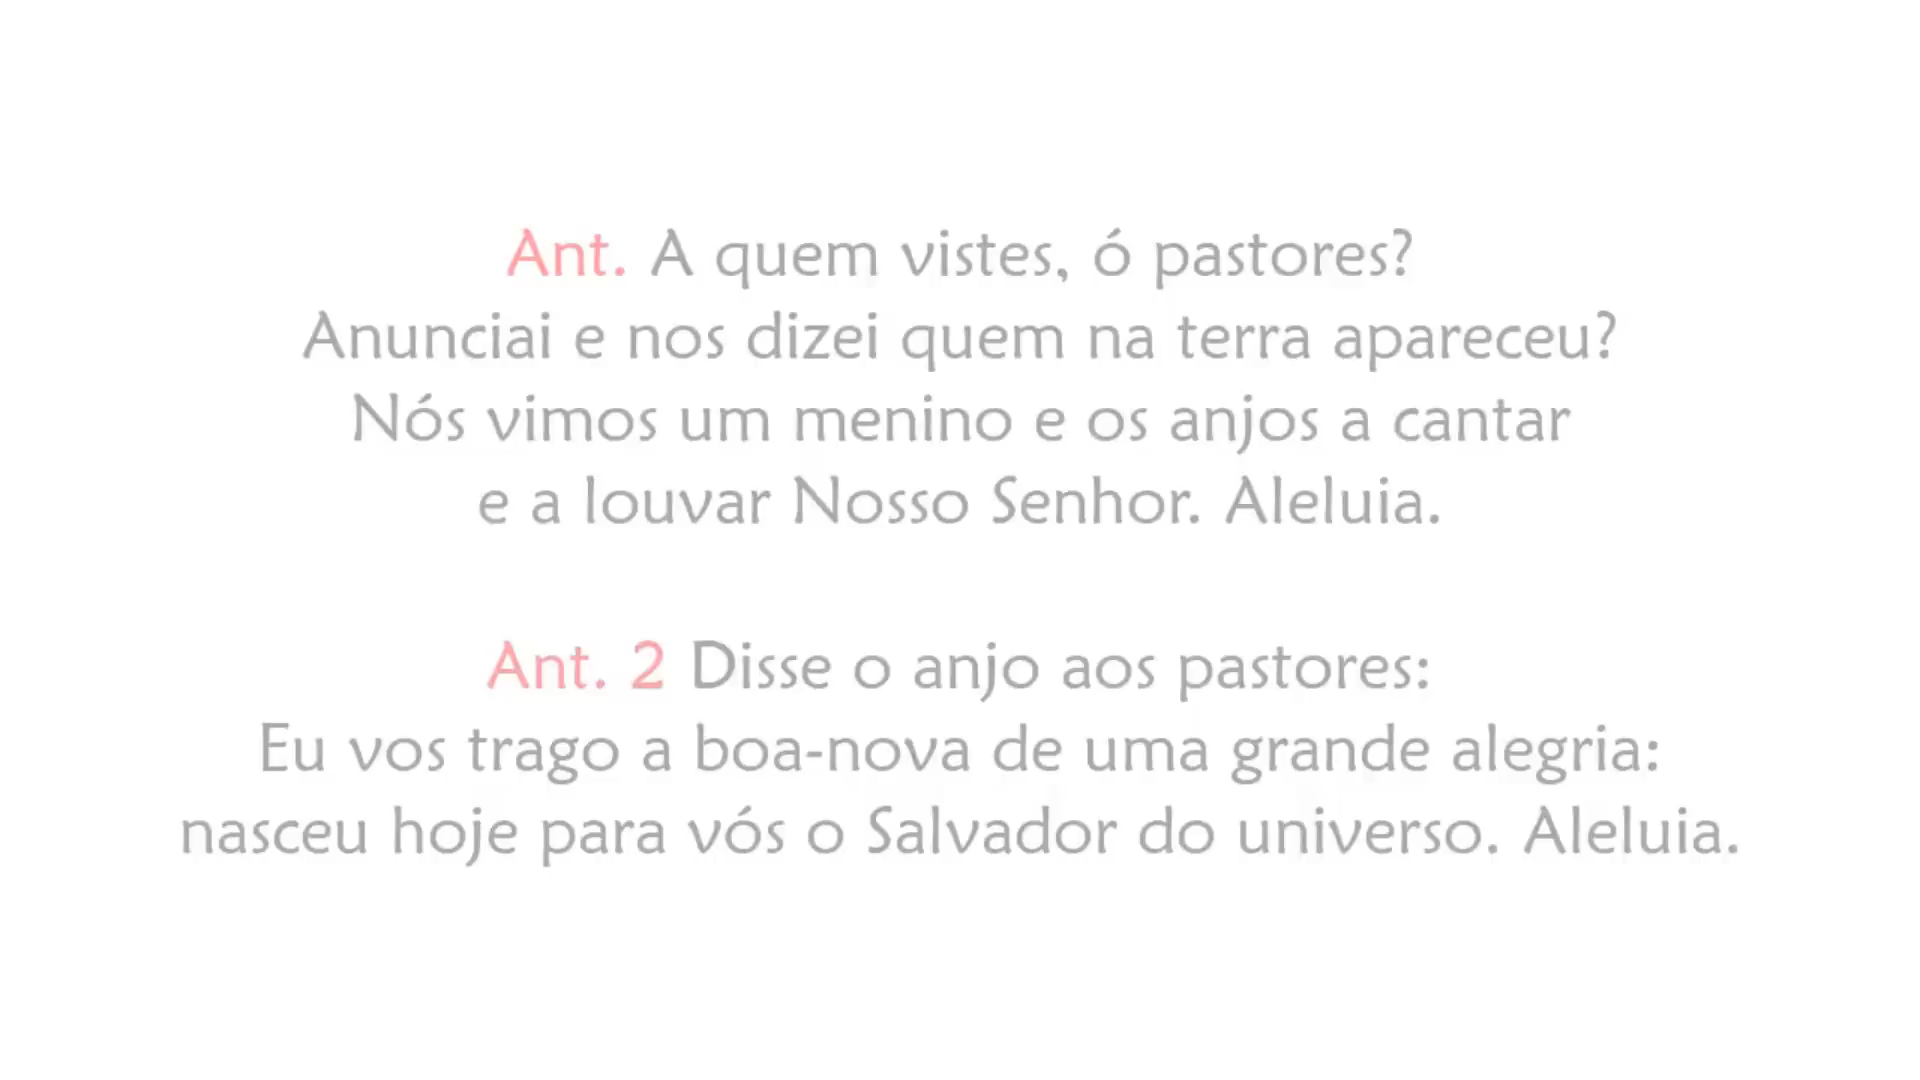 Ant. A quem vistes, ó pastores?
Anunciai e nos dizei quem na terra apareceu?
Nós vimos um menino e os anjos a cantar
e a louvar Nosso Senhor. Aleluia.
Ant. 2 Disse o anjo aos pastores:
Eu vos trago a boa-nova de uma grande alegria:
nasceu hoje para vós o Salvador do universo. Aleluia.